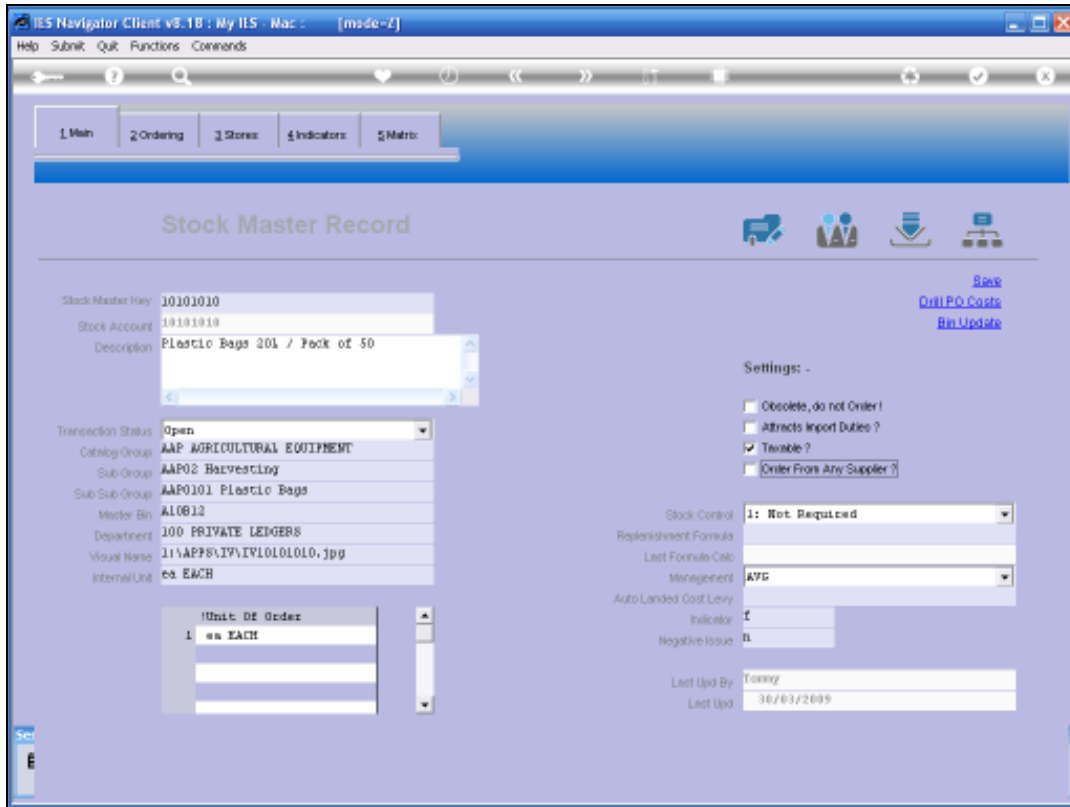 IES Navigator Client v8.1B : My IES - Mac : [mode=Z]
Help Submit Quit Functions Commands
1 Main 2 Ordering 3 Stores 4 Indicators 5 Matrix
Stock Master Record
Save
Drill PO Costs
Bin Update
Stock Master Key 10101010
Stock Account 10101010
Description Plastic Bags 20L / Pack of 50
Settings: -
Obsolete, do not Order !
Attracts Import Duties ?
Taxable ?
Order From Any Supplier ?
Transaction Status Open
Catalog Group AAP AGRICULTURAL EQUIPMENT
Sub Group AAP02 Harvesting
Sub Sub Group AAP0101 Plastic Bags
Master Bin A10B12
Department 100 PRIVATE LEDGERS
Visual Name 1:\APPS\IV\IV10101010.jpg
Internal Unit ea EACH
Stock Control 1: Not Required
Replenishment Formula
Last Formula Calc
Management AVG
Auto Landed Cost Levy
Indicator f
Negative Issue n
!Unit Of Order
1 ea EACH
Last Upd By Tommy
Last Upd 30/03/2009